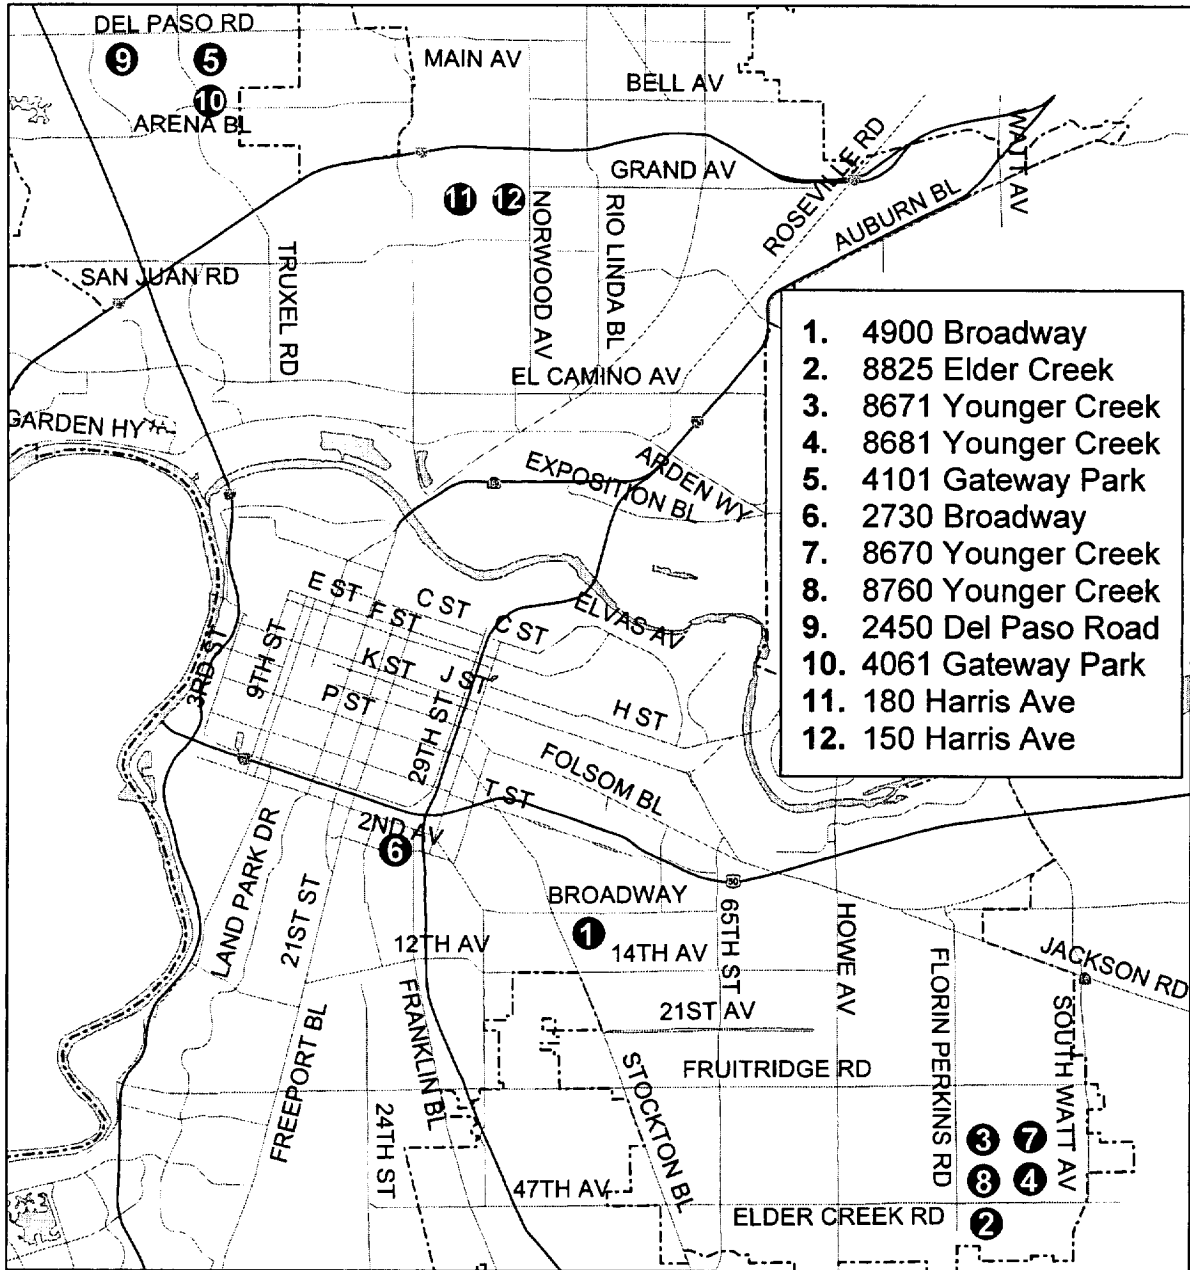 DEL PASO RD
9
5
MAIN AV
BELL AV
10
ARENA BL
WATT AV
ROSEVILLE RD
GRAND AV
11
12
NORWOOD AV
RIO LINDA BL
AUBURN BL
SAN JUAN RD
TRUXEL RD
1. 4900 Broadway
2. 8825 Elder Creek
3. 8671 Younger Creek
4. 8681 Younger Creek
5. 4101 Gateway Park
6. 2730 Broadway
7. 8670 Younger Creek
8. 8760 Younger Creek
9. 2450 Del Paso Road
10. 4061 Gateway Park
11. 180 Harris Ave
12. 150 Harris Ave
EL CAMINO AV
GARDEN HY
ARDEN WY
EXPOSITION BL
E ST
C ST
F ST
C ST
ELVAS AV
3RD ST
9TH ST
K ST
J ST
P ST
29TH ST
H ST
FOLSOM BL
T ST
2ND AV
6
LAND PARK DR
21ST ST
50
BROADWAY
1
12TH AV
14TH AV
65TH ST
HOWE AV
FLORIN PERKINS RD
JACKSON RD
SOUTH WATT AV
21ST AV
FREEPORT BL
FRANKLIN BL
STOCKTON BL
FRUITRIDGE RD
24TH ST
3
7
8
4
47TH AV
ELDER CREEK RD
2